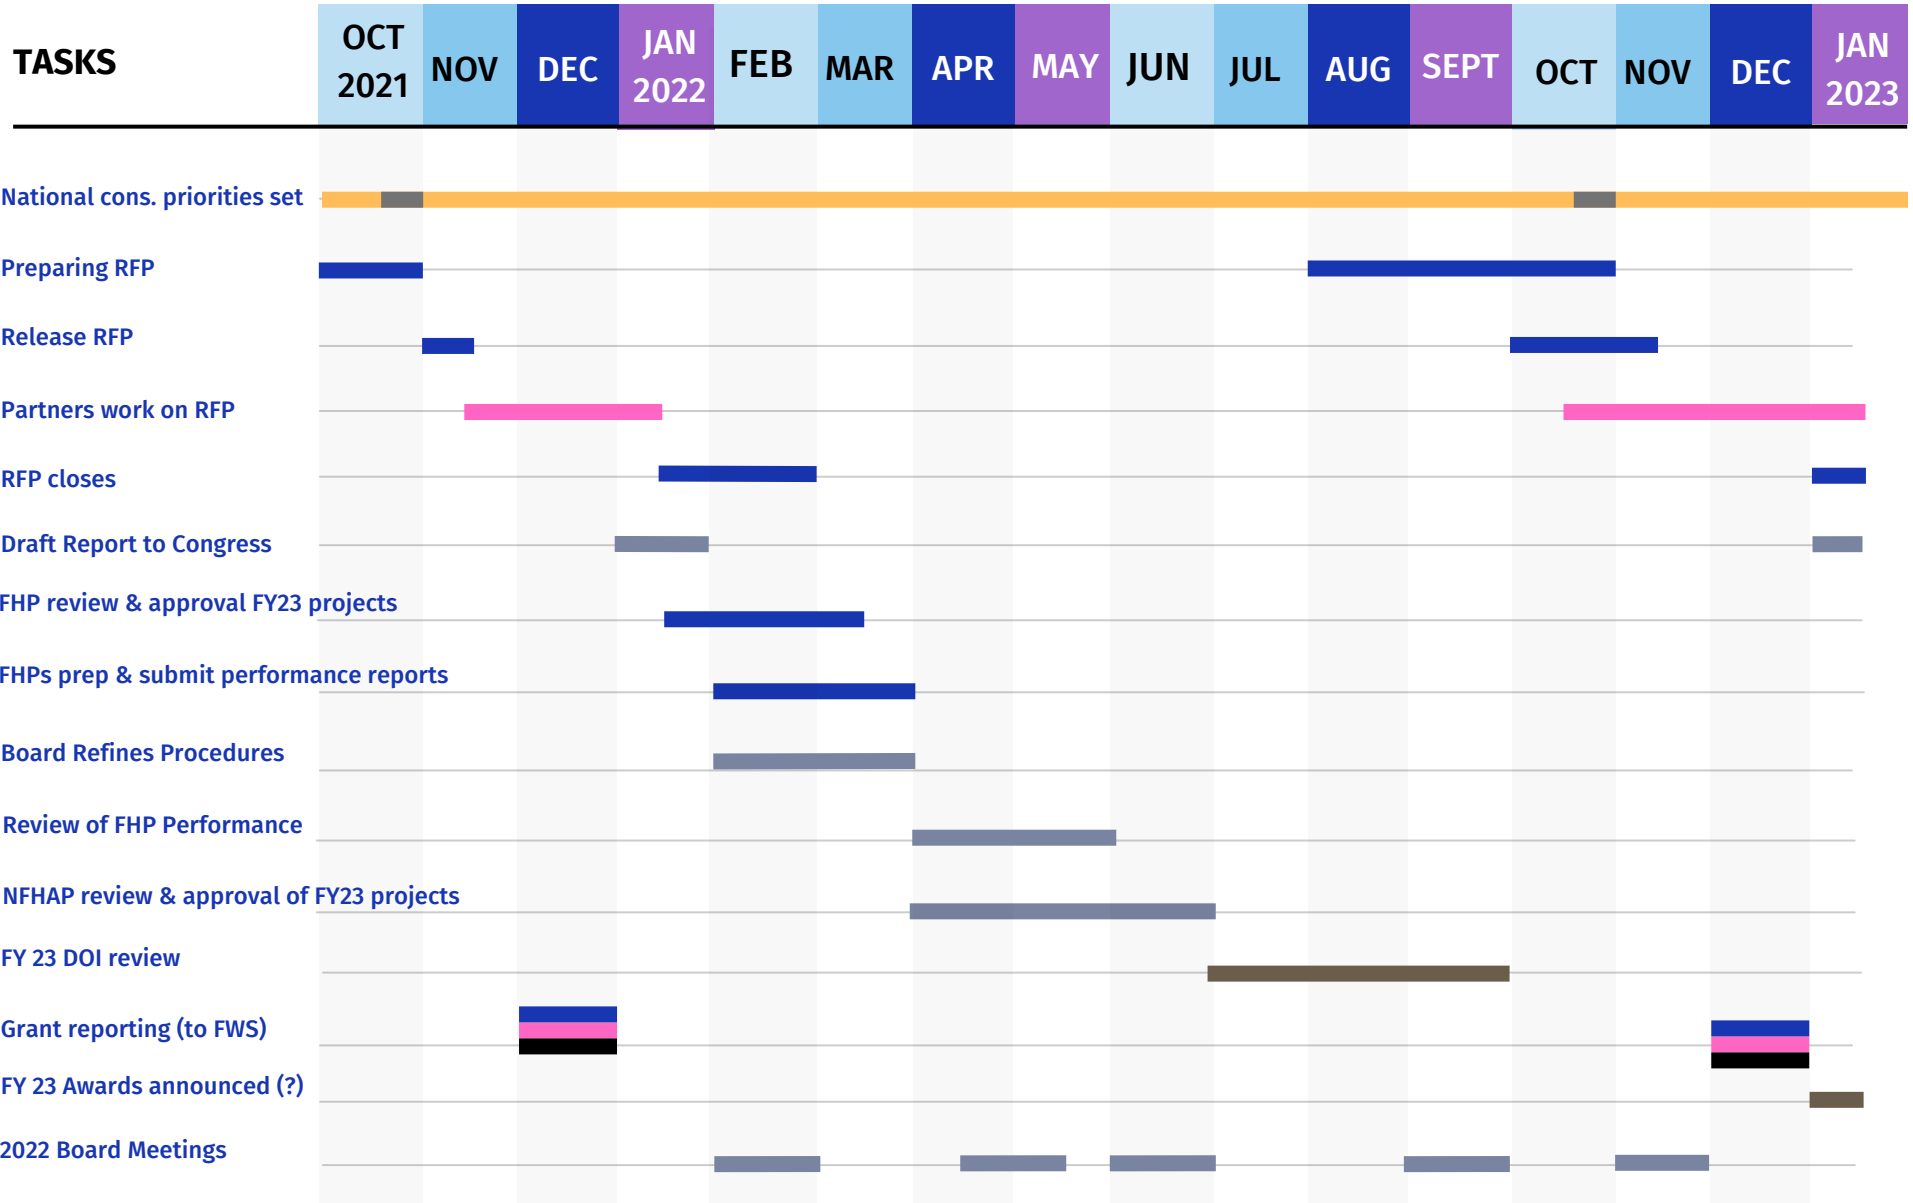 TASKS
OCT
2021
NOV
DEC
JAN
2022
FEB
MAR
APR
MAY
JUN
JUL
AUG
SEPT
OCT
NOV
DEC
JAN
2023
National cons. priorities set
Preparing RFP
Release RFP
Partners work on RFP
RFP closes
Draft Report to Congress
FHP review & approval FY23 projects
FHPs prep & submit performance reports
Board Refines Procedures
Review of FHP Performance
NFHAP review & approval of FY23 projects
FY 23 DOI review
Grant reporting (to FWS)
FY 23 Awards announced (?)
2022 Board Meetings